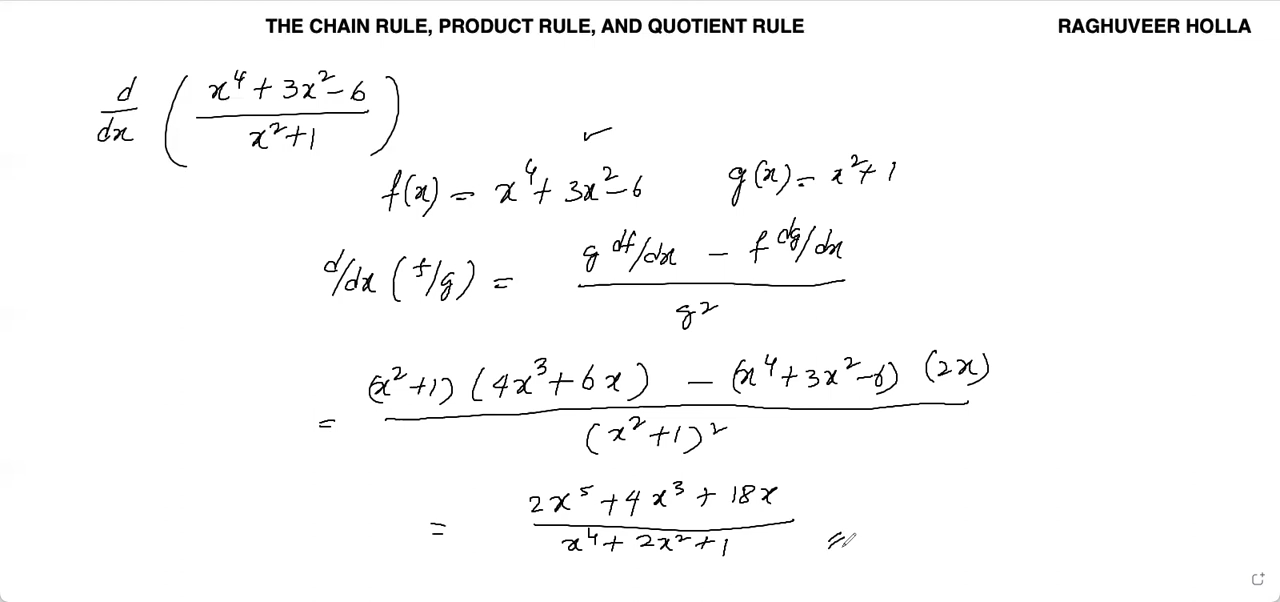 THE CHAIN RULE, PRODUCT RULE, AND QUOTIENT RULE RAGHUVEER HOLLA
d/dx ( (x⁴ + 3x² - 6) / (x² + 1) )
f(x) = x⁴ + 3x² - 6 g(x) = x² + 1
d/dx (f/g) = (g df/dx - f dg/dx) / g²
= ((x² + 1) (4x³ + 6x) - (x⁴ + 3x² - 6) (2x)) / (x² + 1)²
= (2x⁵ + 4x³ + 18x) / (x⁴ + 2x² + 1)